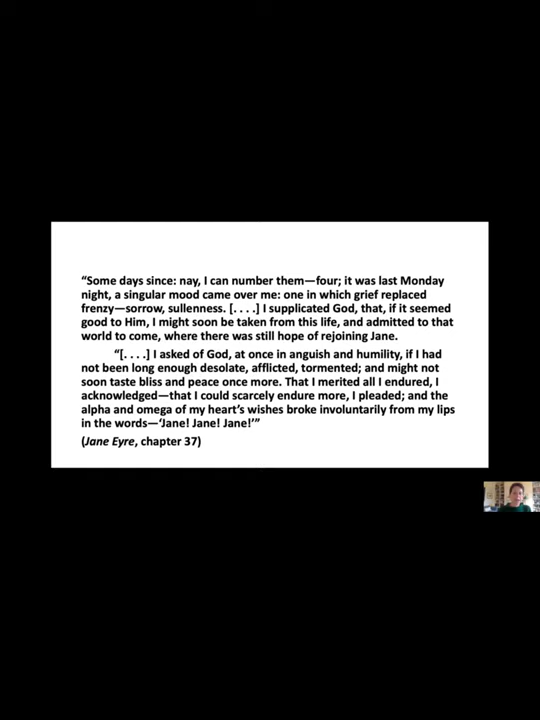 “Some days since: nay, I can number them—four; it was last Monday
night, a singular mood came over me: one in which grief replaced
frenzy—sorrow, sullenness. [. . . .] I supplicated God, that, if it seemed
good to Him, I might soon be taken from this life, and admitted to that
world to come, where there was still hope of rejoining Jane.
“[. . . .] I asked of God, at once in anguish and humility, if I had
not been long enough desolate, afflicted, tormented; and might not
soon taste bliss and peace once more. That I merited all I endured, I
acknowledged—that I could scarcely endure more, I pleaded; and the
alpha and omega of my heart’s wishes broke involuntarily from my lips
in the words—‘Jane! Jane! Jane!’”
(Jane Eyre, chapter 37)